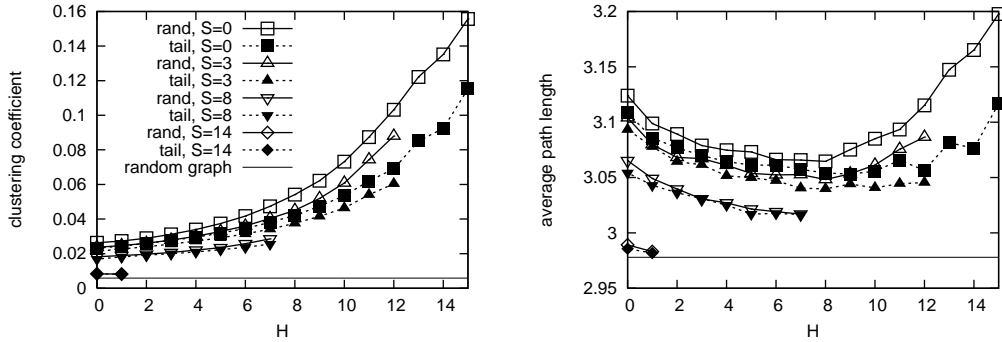 0.16
0.14
0.12
0.1
0.08
0.06
0.04
0.02
0
clustering coefficient
rand, S=0
tail, S=0
rand, S=3
tail, S=3
rand, S=8
tail, S=8
rand, S=14
tail, S=14
random graph
0 2 4 6 8 10 12 14
H
3.2
3.15
3.1
3.05
3
2.95
average path length
0 2 4 6 8 10 12 14
H